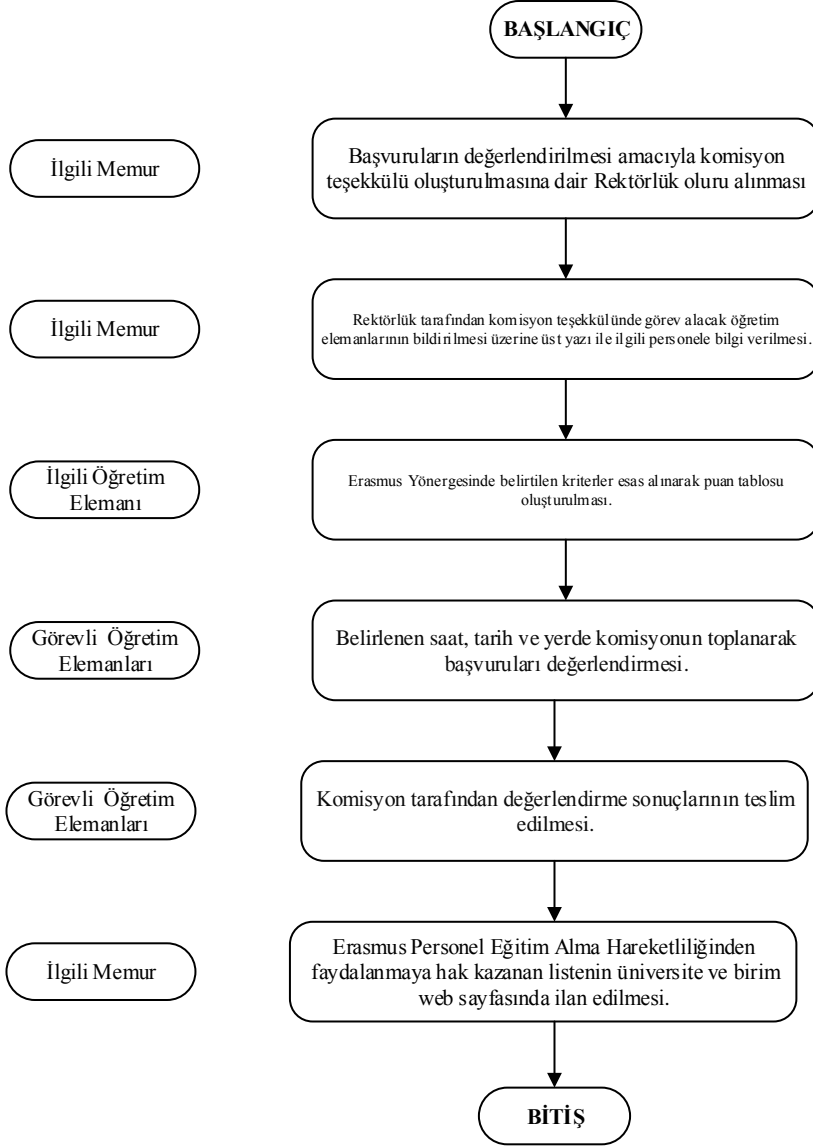 BAŞLANGIÇ
İlgili Memur
Başvuruların değerlendirilmesi amacıyla komisyon
teşekkülü oluşturulmasına dair Rektörlük oluru alınması
İlgili Memur
Rektörlük tarafından komisyon teşekkülünde görev alacak öğretim
elemanlarının bildirilmesi üzerine üst yazı ile ilgili personele bilgi verilmesi.
İlgili Öğretim
Elemanı
Erasmus Yönergesinde belirtilen kriterler esas alınarak puan tablosu
oluşturulması.
Görevli Öğretim
Elemanları
Belirlenen saat, tarih ve yerde komisyonun toplanarak
başvuruları değerlendirmesi.
Görevli Öğretim
Elemanları
Komisyon tarafından değerlendirme sonuçlarının teslim
edilmesi.
İlgili Memur
Erasmus Personel Eğitim Alma Hareketliliğinden
faydalanmaya hak kazanan listenin üniversite ve birim
web sayfasında ilan edilmesi.
BİTİŞ